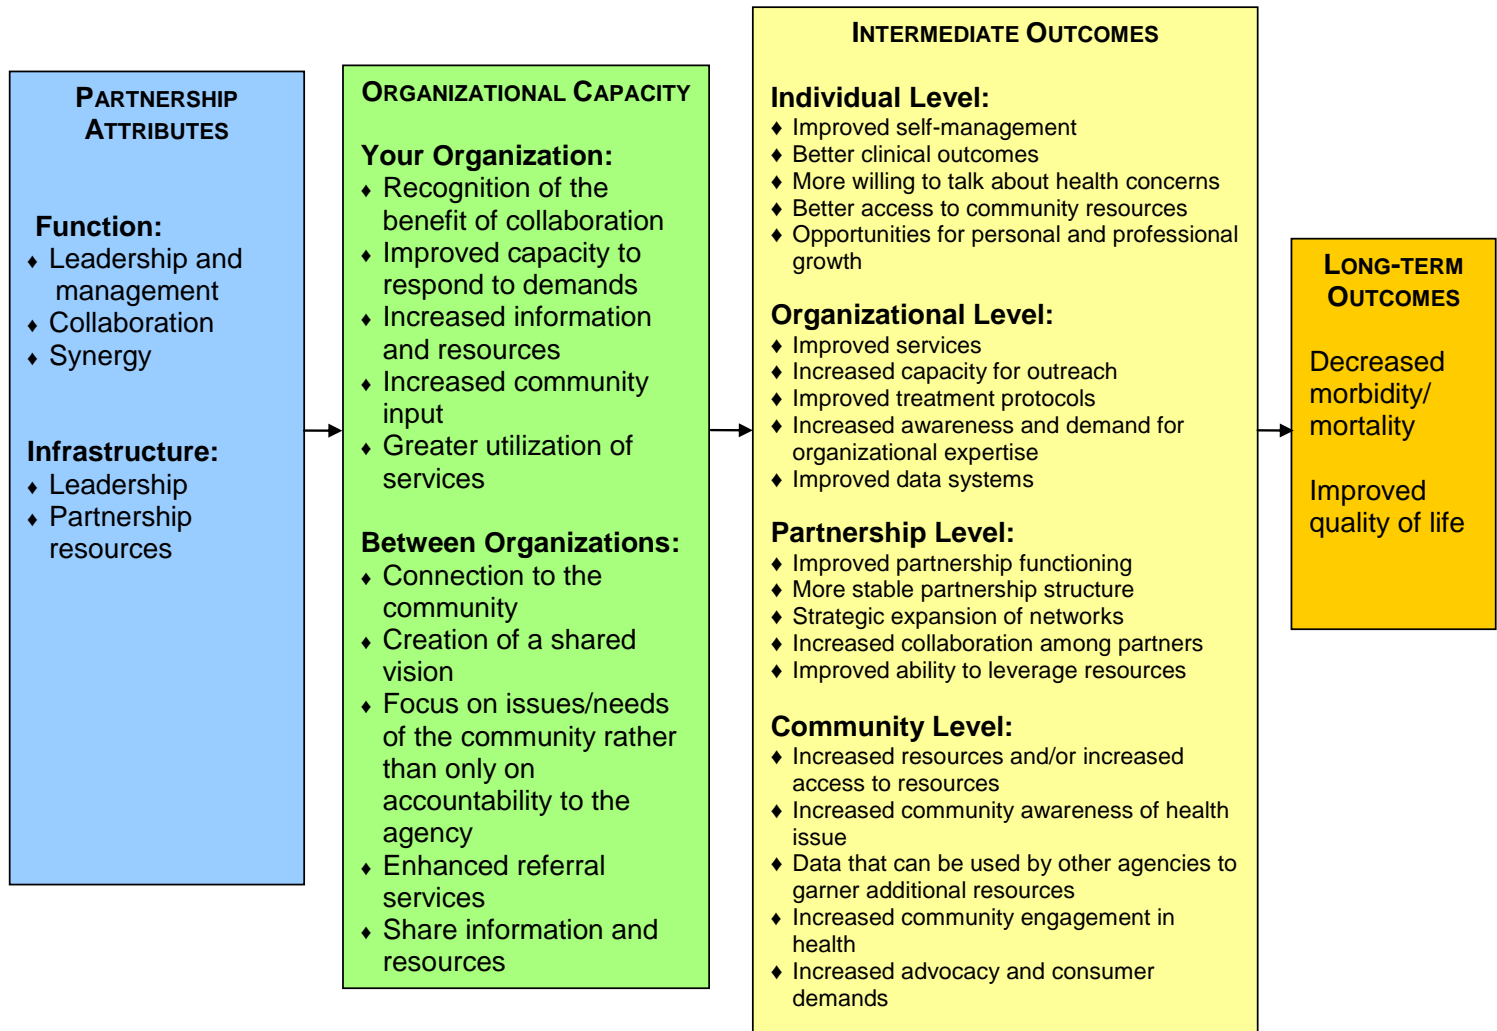 PARTNERSHIP
ATTRIBUTES
Function:
♦ Leadership and
management
♦ Collaboration
♦ Synergy
Infrastructure:
♦ Leadership
♦ Partnership
resources
ORGANIZATIONAL CAPACITY
Your Organization:
♦ Recognition of the
benefit of collaboration
♦ Improved capacity to
respond to demands
♦ Increased information
and resources
♦ Increased community
input
♦ Greater utilization of
services
Between Organizations:
♦ Connection to the
community
♦ Creation of a shared
vision
♦ Focus on issues/needs
of the community rather
than only on
accountability to the
agency
♦ Enhanced referral
services
♦ Share information and
resources
INTERMEDIATE OUTCOMES
Individual Level:
♦ Improved self-management
♦ Better clinical outcomes
♦ More willing to talk about health concerns
♦ Better access to community resources
♦ Opportunities for personal and professional
growth
Organizational Level:
♦ Improved services
♦ Increased capacity for outreach
♦ Improved treatment protocols
♦ Increased awareness and demand for
organizational expertise
♦ Improved data systems
Partnership Level:
♦ Improved partnership functioning
♦ More stable partnership structure
♦ Strategic expansion of networks
♦ Increased collaboration among partners
♦ Improved ability to leverage resources
Community Level:
♦ Increased resources and/or increased
access to resources
♦ Increased community awareness of health
issue
♦ Data that can be used by other agencies to
garner additional resources
♦ Increased community engagement in
health
♦ Increased advocacy and consumer
demands
LONG-TERM
OUTCOMES
Decreased
morbidity/
mortality
Improved
quality of life